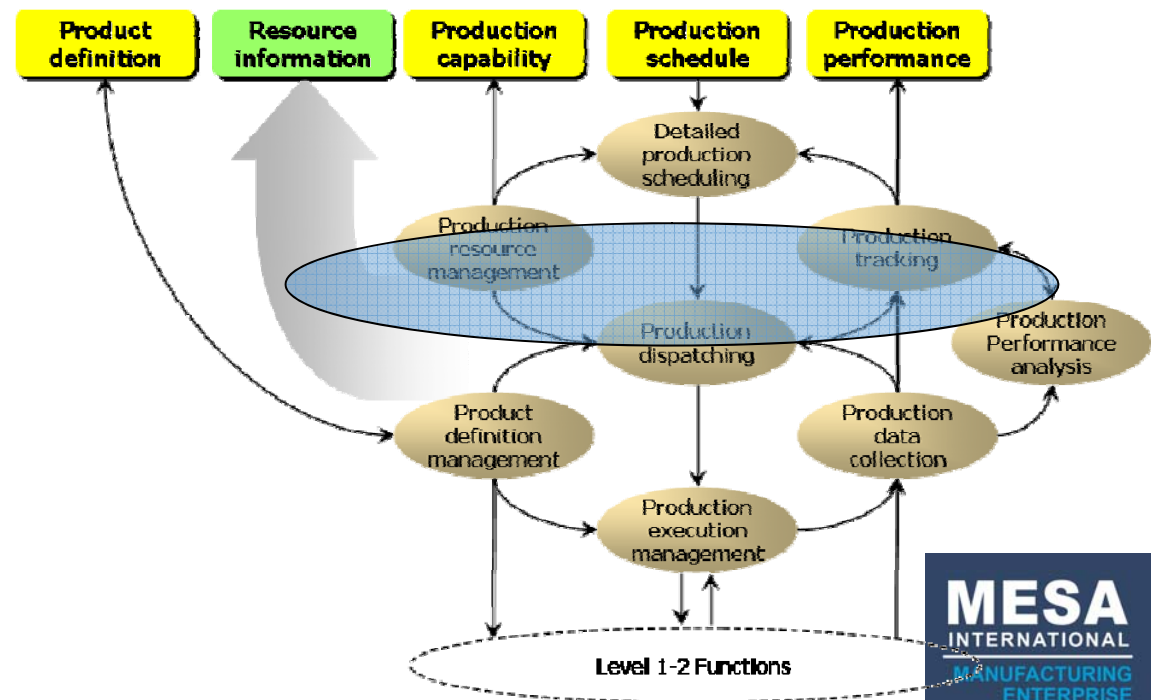 Product
definition
Resource
information
Production
capability
Production
schedule
Production
performance
Detailed
production
scheduling
Production
resource
management
Production
tracking
Production
dispatching
Production
Performance
analysis
Product
definition
management
Production
data
collection
Production
execution
management
Level 1-2 Functions
MESA
INTERNATIONAL
MANUFACTURING
ENTERPRISE